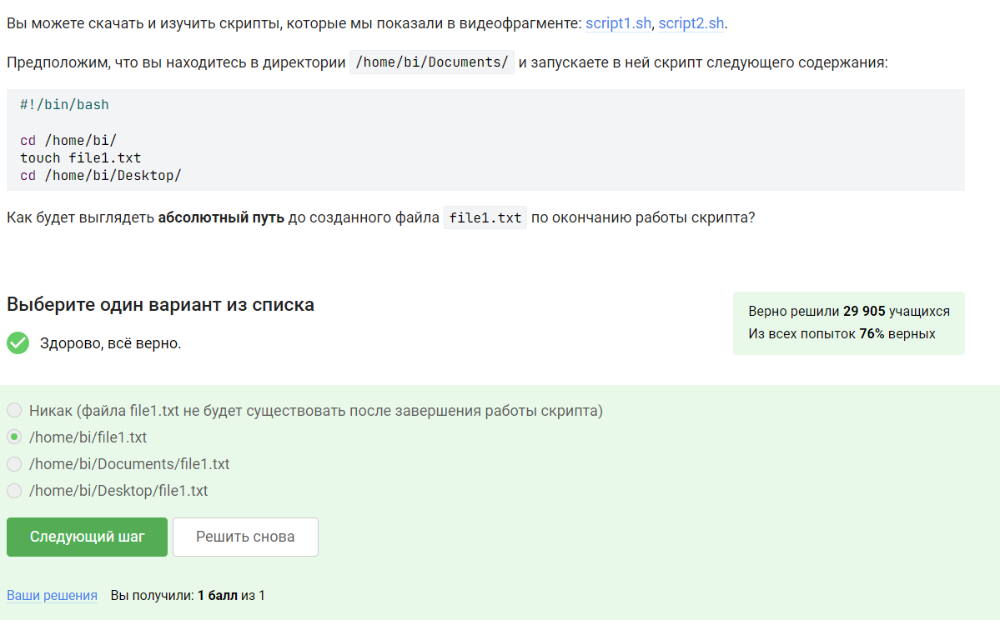 Вы можете скачать и изучить скрипты, которые мы показали в видеофрагменте: script1.sh, script2.sh.
Предположим, что вы находитесь в директории /home/bi/Documents/ и запускаете в ней скрипт следующего содержания:
#!/bin/bash
cd /home/bi/
touch file1.txt
cd /home/bi/Desktop/
Как будет выглядеть абсолютный путь до созданного файла file1.txt по окончанию работы скрипта?
Выберите один вариант из списка
Здорово, всё верно.
Верно решили 29 905 учащихся
Из всех попыток 76% верных
Никак (файла file1.txt не будет существовать после завершения работы скрипта)
/home/bi/file1.txt
/home/bi/Documents/file1.txt
/home/bi/Desktop/file1.txt
Следующий шаг
Решить снова
Ваши решения Вы получили: 1 балл из 1